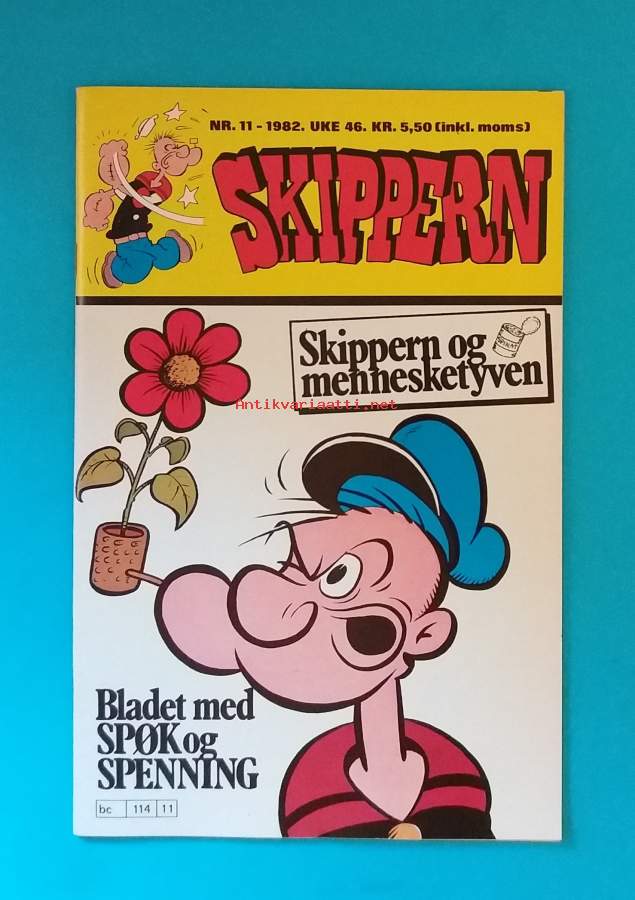 NR. 11 - 1982. UKE 46. KR. 5,50 (inkl. moms)
SKIPPERN
Skippern og
mennesketyven
SPINAT
Antikvariaatti.net
Bladet med
SPØK og
SPENNING
bc 114 11